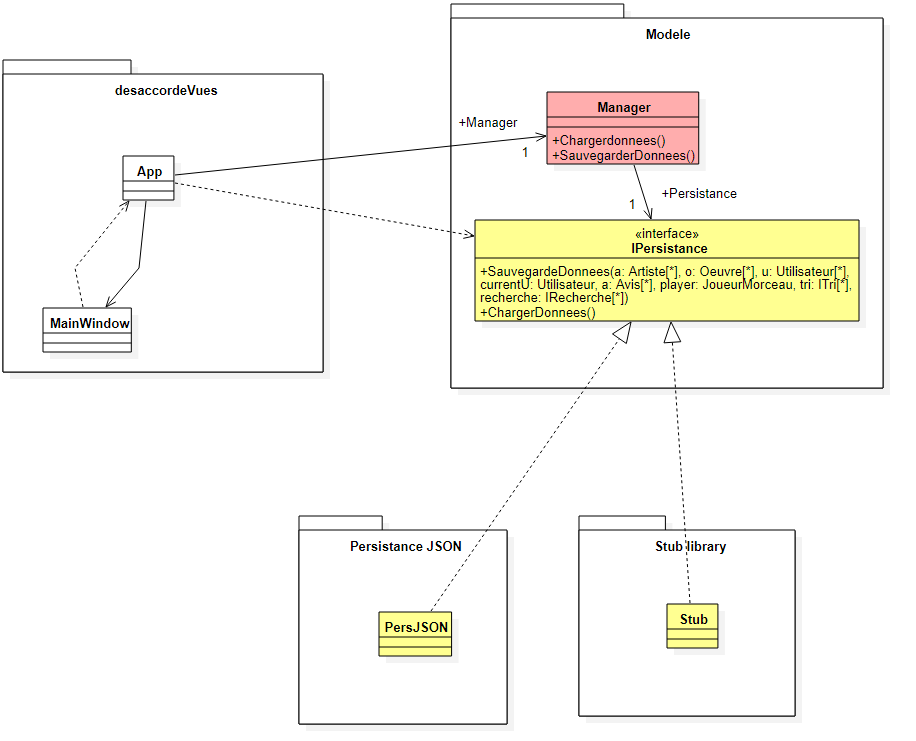 Modele
desaccordeVues
Manager
+Chargerdonnees()
+SauvegarderDonnees()
+Manager
1
App
+Persistance
1
«interface»
IPersistance
+SauvegardeDonnees(a: Artiste[*], o: Oeuvre[*], u: Utilisateur[*],
currentU: Utilisateur, a: Avis[*], player: JoueurMorceau, tri: ITri[*],
recherche: IRecherche[*])
+ChargerDonnees()
MainWindow
Persistance JSON
Stub library
PersJSON
Stub